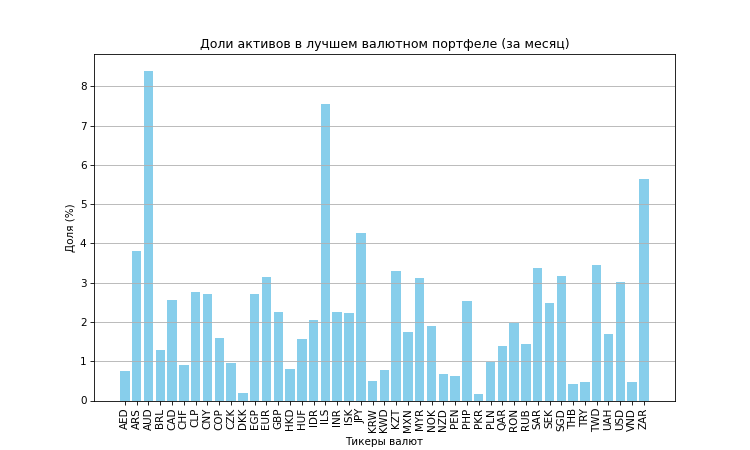 Доли активов в лучшем валютном портфеле (за месяц)
Доля (%)
8
7
6
5
4
3
2
1
0
AED
ARS
AUD
BRL
CAD
CHF
CLP
CNY
COP
CZK
DKK
EGP
EUR
GBP
HKD
HUF
IDR
ILS
INR
ISK
JPY
KRW
KWD
KZT
MXN
MYR
NOK
NZD
PEN
PHP
PKR
PLN
QAR
RON
RUB
SAR
SEK
SGD
THB
TRY
TWD
UAH
USD
VND
ZAR
Тикеры валют